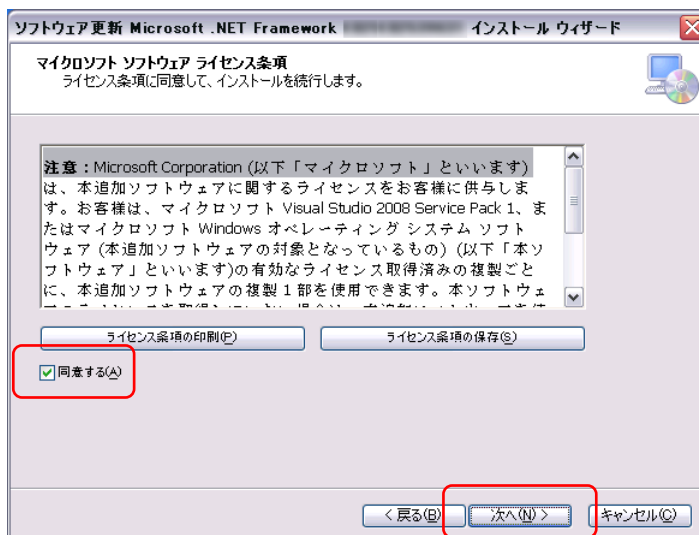 ソフトウェア更新 Microsoft .NET Framework インストール ウィザード
マイクロソフト ソフトウェア ライセンス条項
ライセンス条項に同意して、インストールを続行します。
注意：Microsoft Corporation (以下「マイクロソフト」といいます)
は、本追加ソフトウェアに関するライセンスをお客様に供与しま
す。お客様は、マイクロソフト Visual Studio 2008 Service Pack 1、ま
たはマイクロソフト Windows オペレーティング システム ソフト
ウェア (本追加ソフトウェアの対象となっているもの) (以下「本ソ
フトウェア」といいます)の有効なライセンス取得済みの複製ごと
に、本追加ソフトウェアの複製１部を使用できます。本ソフトウェ
ライセンス条項の印刷(P)
ライセンス条項の保存(S)
同意する(A)
< 戻る(B)
次へ(N) >
キャンセル(C)